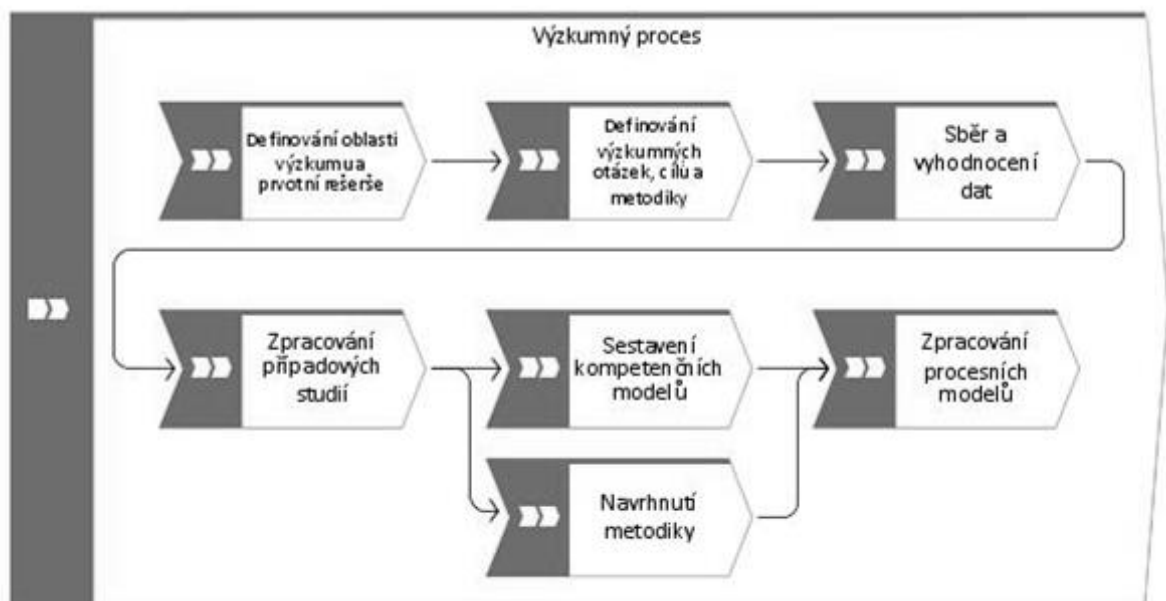 Výzkumný proces
Definování oblasti
výzkumu a
prvotní rešerše
Definování
výzkumných
otázek, cílů a
metodiky
Sběr a
vyhodnocení
dat
Zpracování
případových
studií
Sestavení
kompetenčních
modelů
Zpracování
procesních
modelů
Navrhnutí
metodiky